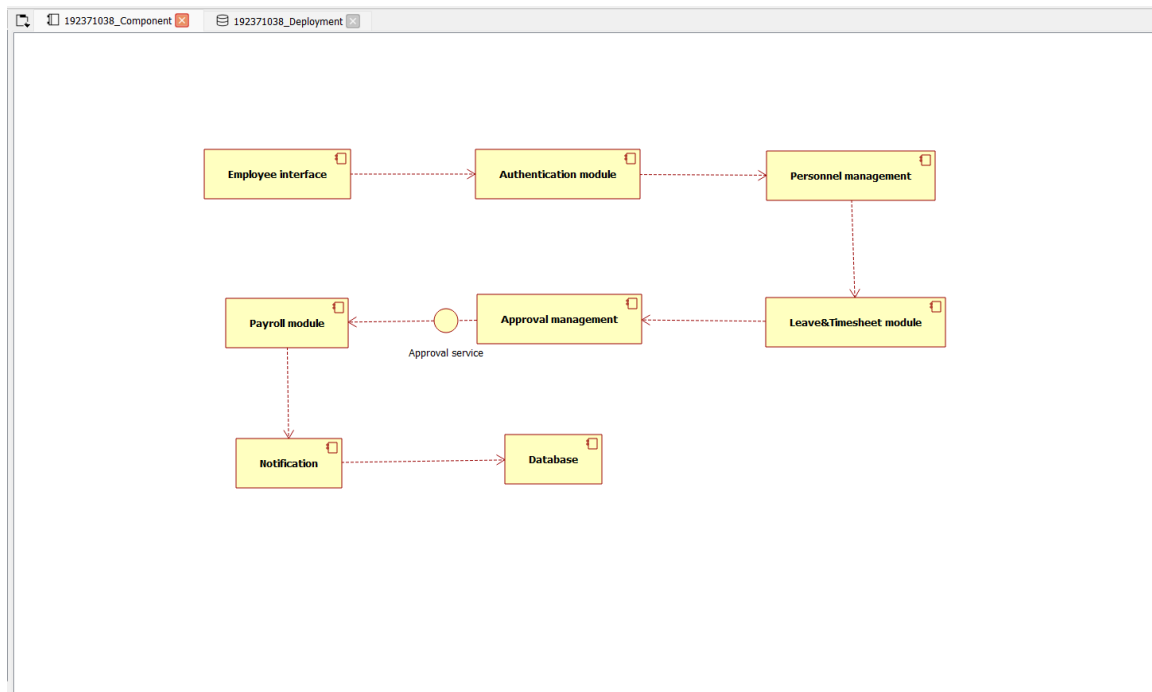 192371038_Component
192371038_Deployment
Employee interface
Authentication module
Personnel management
Payroll module
Approval management
Leave&Timesheet module
Approval service
Notification
Database